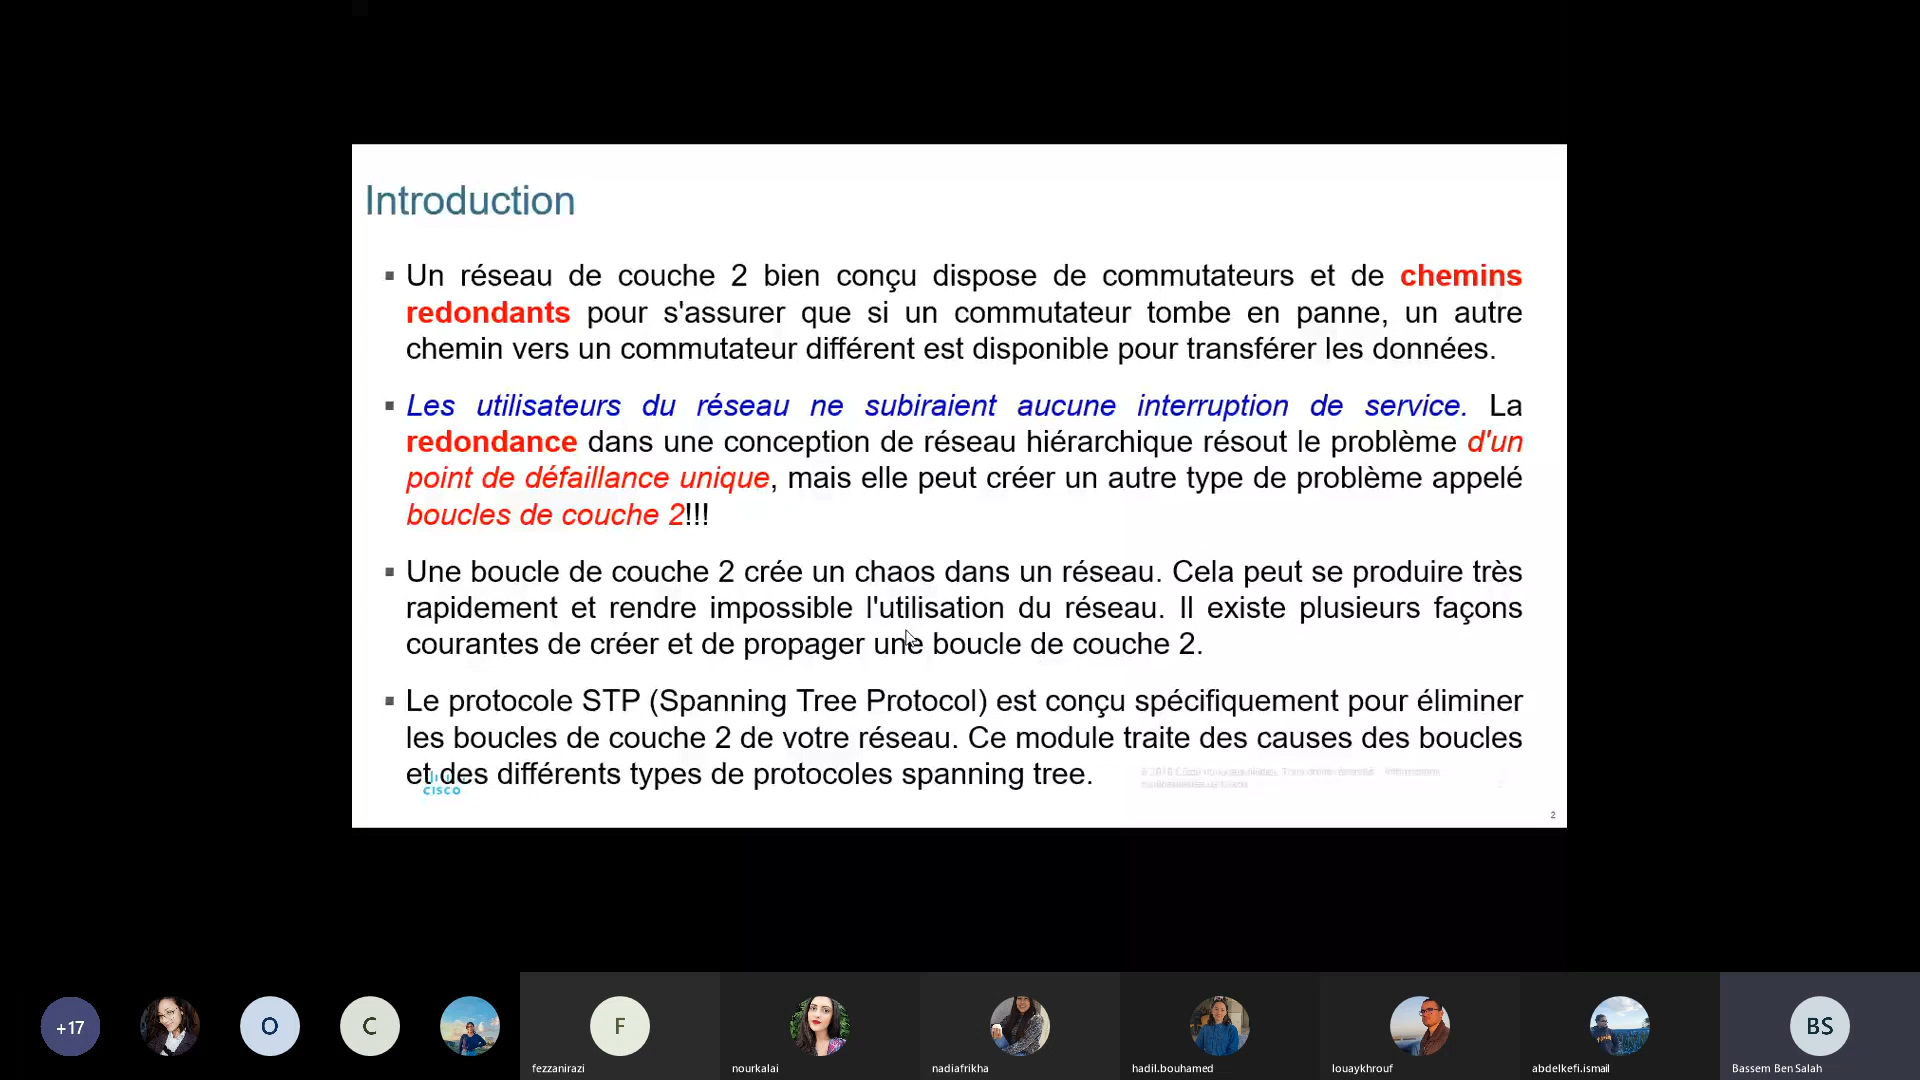 Introduction
Un réseau de couche 2 bien conçu dispose de commutateurs et de chemins
redondants pour s'assurer que si un commutateur tombe en panne, un autre
chemin vers un commutateur différent est disponible pour transférer les données.
Les utilisateurs du réseau ne subiraient aucune interruption de service. La
redondance dans une conception de réseau hiérarchique résout le problème d'un
point de défaillance unique, mais elle peut créer un autre type de problème appelé
boucles de couche 2!!!
Une boucle de couche 2 crée un chaos dans un réseau. Cela peut se produire très
rapidement et rendre impossible l'utilisation du réseau. Il existe plusieurs façons
courantes de créer et de propager une boucle de couche 2.
Le protocole STP (Spanning Tree Protocol) est conçu spécifiquement pour éliminer
les boucles de couche 2 de votre réseau. Ce module traite des causes des boucles
et des différents types de protocoles spanning tree.
CISCO
2
+17
O
C
F
BS
fezzanirazi
nourkalai
nadiafrikha
hadil.bouhamed
louaykhrouf
abdelkefi.ismail
Bassem Ben Salah